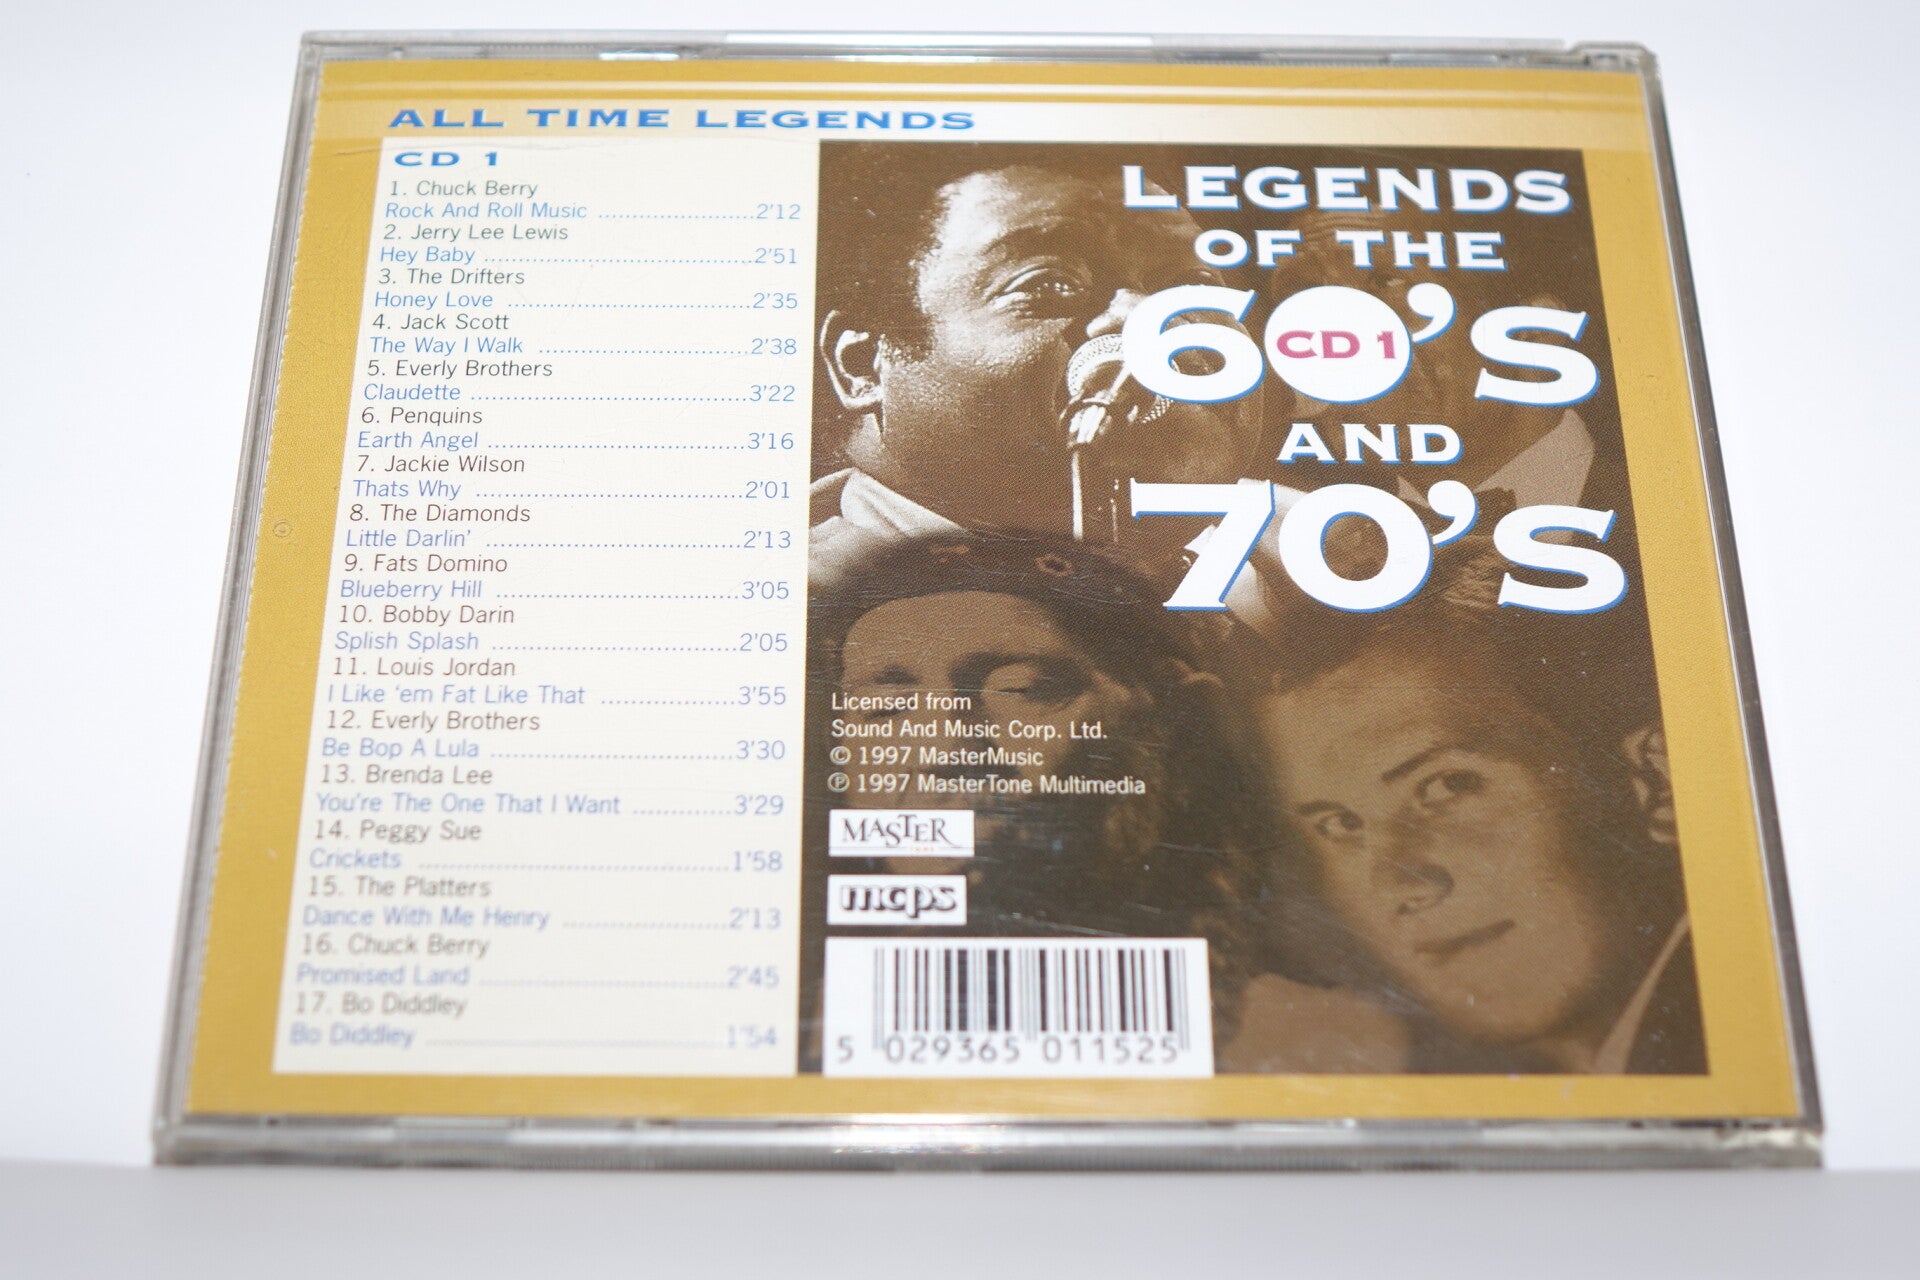 ALL TIME LEGENDS
CD 1
1. Chuck Berry
Rock And Roll Music ........................2'12
2. Jerry Lee Lewis
Hey Baby ........................................2'51
3. The Drifters
Honey Love ....................................2'35
4. Jack Scott
The Way I Walk ...............................2'38
5. Everly Brothers
Claudette .......................................3'22
6. Penquins
Earth Angel .....................................3'16
7. Jackie Wilson
Thats Why .......................................2'01
8. The Diamonds
Little Darlin' ....................................2'13
9. Fats Domino
Blueberry Hill ..................................3'05
10. Bobby Darin
Splish Splash ..................................2'05
11. Louis Jordan
I Like 'em Fat Like That ....................3'55
12. Everly Brothers
Be Bop A Lula .................................3'30
13. Brenda Lee
You're The One That I Want ..............3'29
14. Peggy Sue
Crickets ..........................................1'58
15. The Platters
Dance With Me Henry ......................2'13
16. Chuck Berry
Promised Land ................................2'45
17. Bo Diddley
Bo Diddley ......................................1'54
LEGENDS
OF THE
60'S
CD 1
AND
70'S
Licensed from
Sound And Music Corp. Ltd.
© 1997 MasterMusic
℗ 1997 MasterTone Multimedia
MASTER
TONE
mcps
5 029365 011525